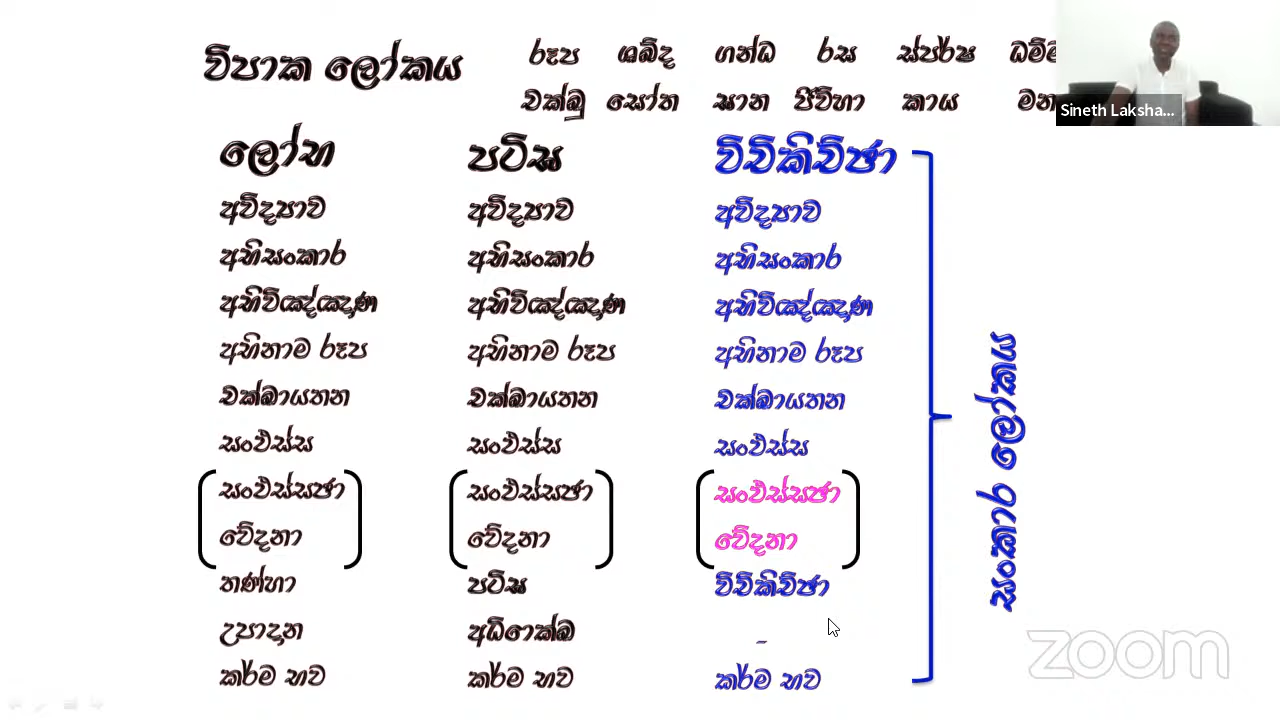 විපාක ලෝකය
රූප ශබ්ද ගන්ධ රස ස්පර්ෂ
චක්ඛු සෝත ඝාන ජිව්හා කාය මන
Sineth Laksha...
ලෝභ පටිඝ විචිකිච්ඡා
අවිද්‍යාව අවිද්‍යාව අවිද්‍යාව
අභිසංකාර අභිසංකාර අභිසංකාර
අභිවිඤ්ඤාණ අභිවිඤ්ඤාණ අභිවිඤ්ඤාණ
අභිනාම රූප අභිනාම රූප අභිනාම රූප
චක්ඛායතන චක්ඛායතන චක්ඛායතන
සංඵස්ස සංඵස්ස සංඵස්ස
සංඵස්සජා සංඵස්සජා සංඵස්සජා
වේදනා වේදනා වේදනා
තණ්හා පටිඝ විචිකිච්ඡා
උපාදාන අධිමොක්ඛ -
කර්ම භව කර්ම භව කර්ම භව
සංකාර ලෝකය
zoom